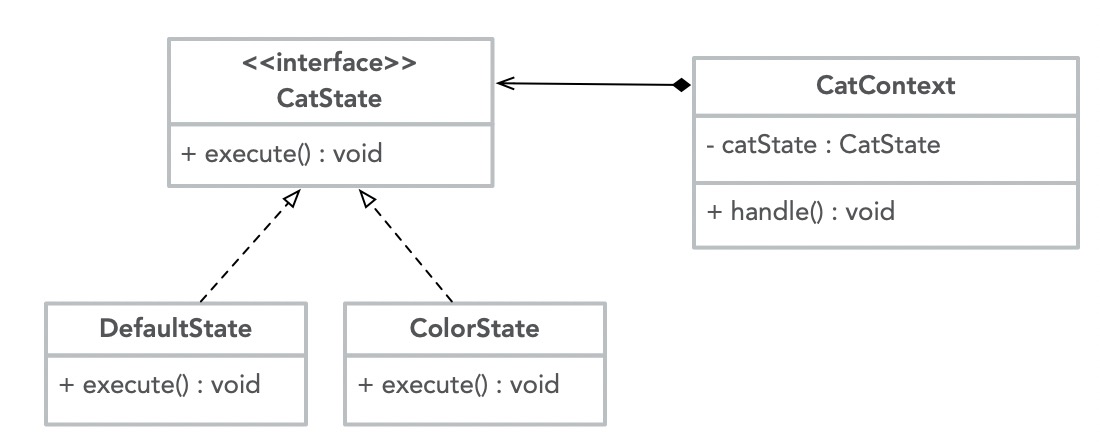 <<interface>>
CatState
+ execute() : void
CatContext
- catState : CatState
+ handle() : void
DefaultState
+ execute() : void
ColorState
+ execute() : void